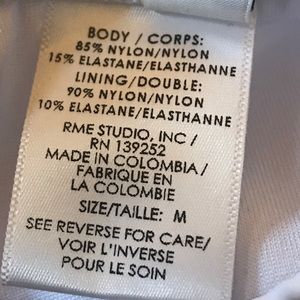 BODY / CORPS:
85% NYLON/NYLON
15% ELASTANE/ELASTHANNE
LINING/DOUBLE:
90% NYLON/NYLON
10% ELASTANE/ELASTHANNE
RME STUDIO, INC /
RN 139252
MADE IN COLOMBIA/
FABRIQUE EN
LA COLOMBIE
SIZE/TAILLE: M
SEE REVERSE FOR CARE/
VOIR L'INVERSE
POUR LE SOIN